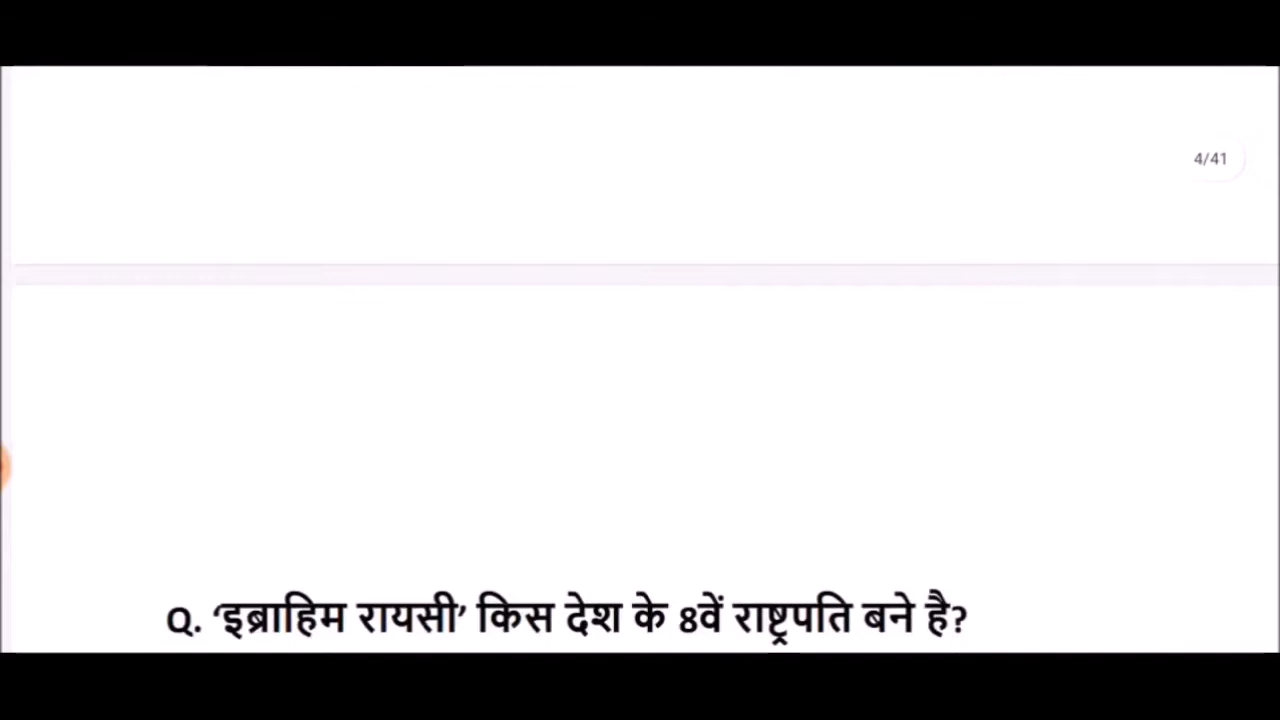 4/41
Q. ‘इब्राहिम रायसी’ किस देश के 8वें राष्ट्रपति बने है?